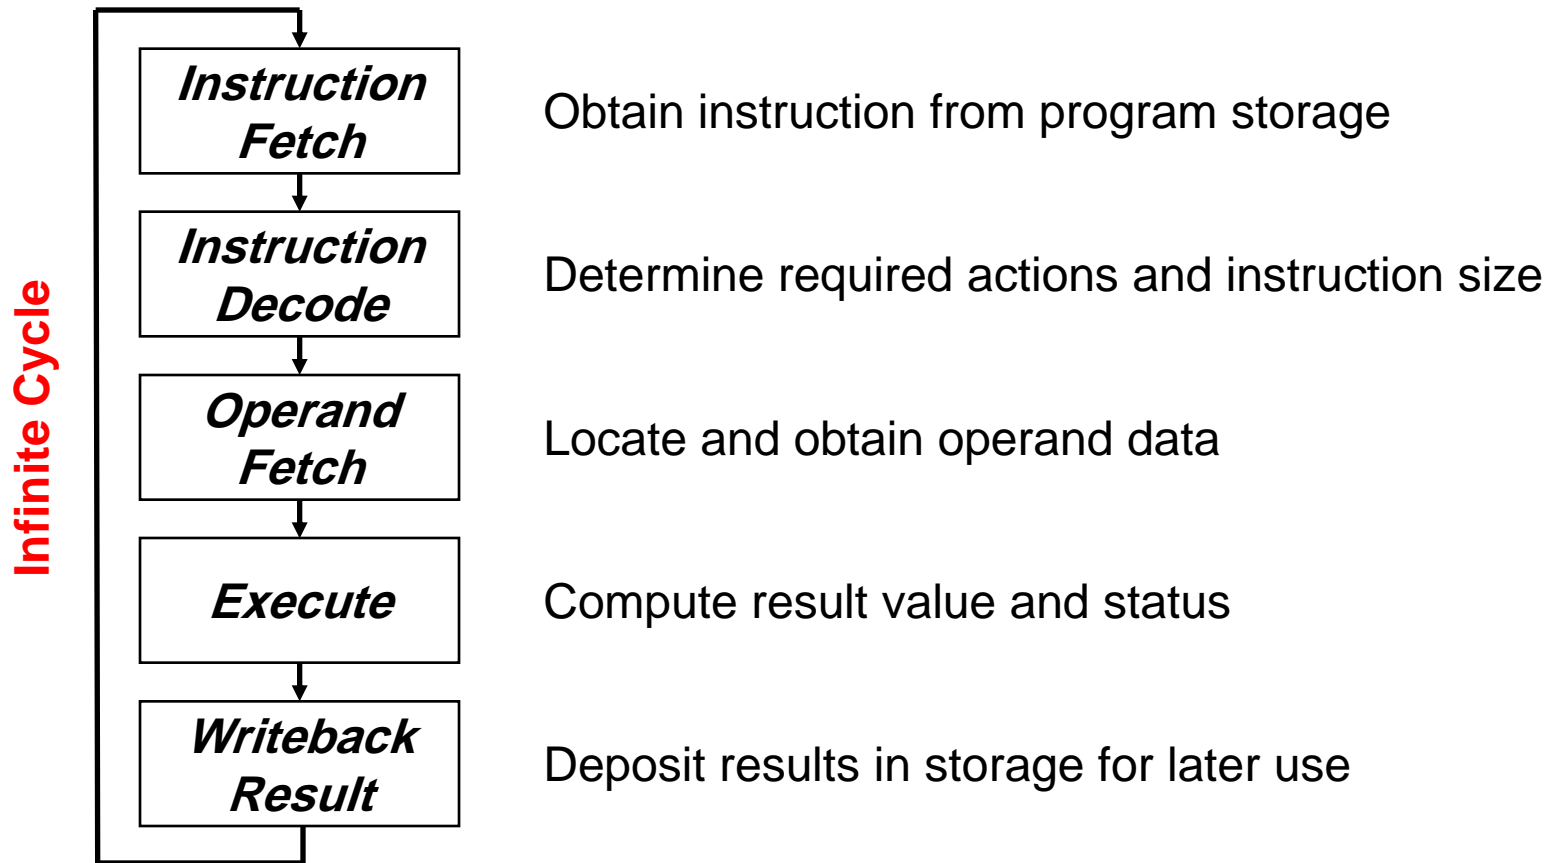 Infinite Cycle
Instruction
Fetch
Obtain instruction from program storage
Instruction
Decode
Determine required actions and instruction size
Operand
Fetch
Locate and obtain operand data
Execute
Compute result value and status
Writeback
Result
Deposit results in storage for later use